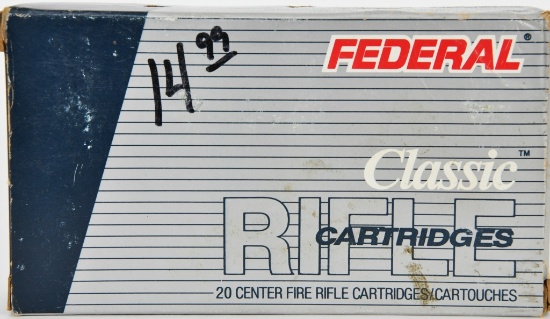 14 99
FEDERAL®
Classic™
RIFLE
CARTRIDGES
20 CENTER FIRE RIFLE CARTRIDGES/CARTOUCHES